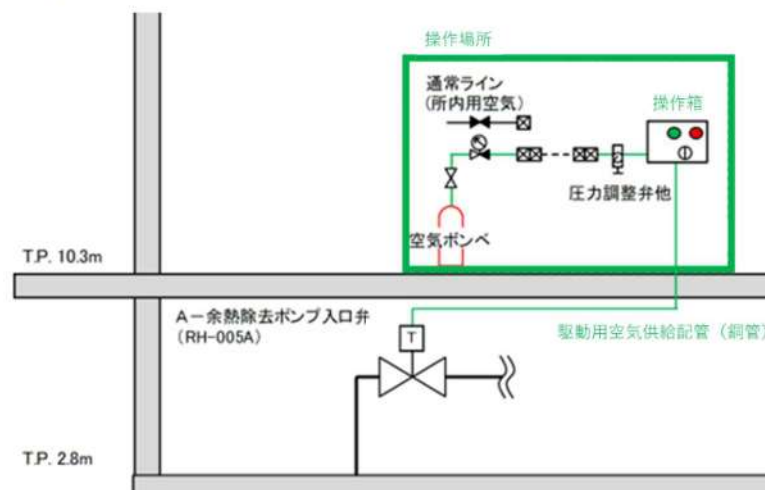 操作場所
通常ライン
(所内用空気)
操作箱
圧力調整弁他
空気ボンベ
T.P. 10.3m
A－余熱除去ポンプ入口弁
(RH-005A)
駆動用空気供給配管（銅管）
T
T.P. 2.8m